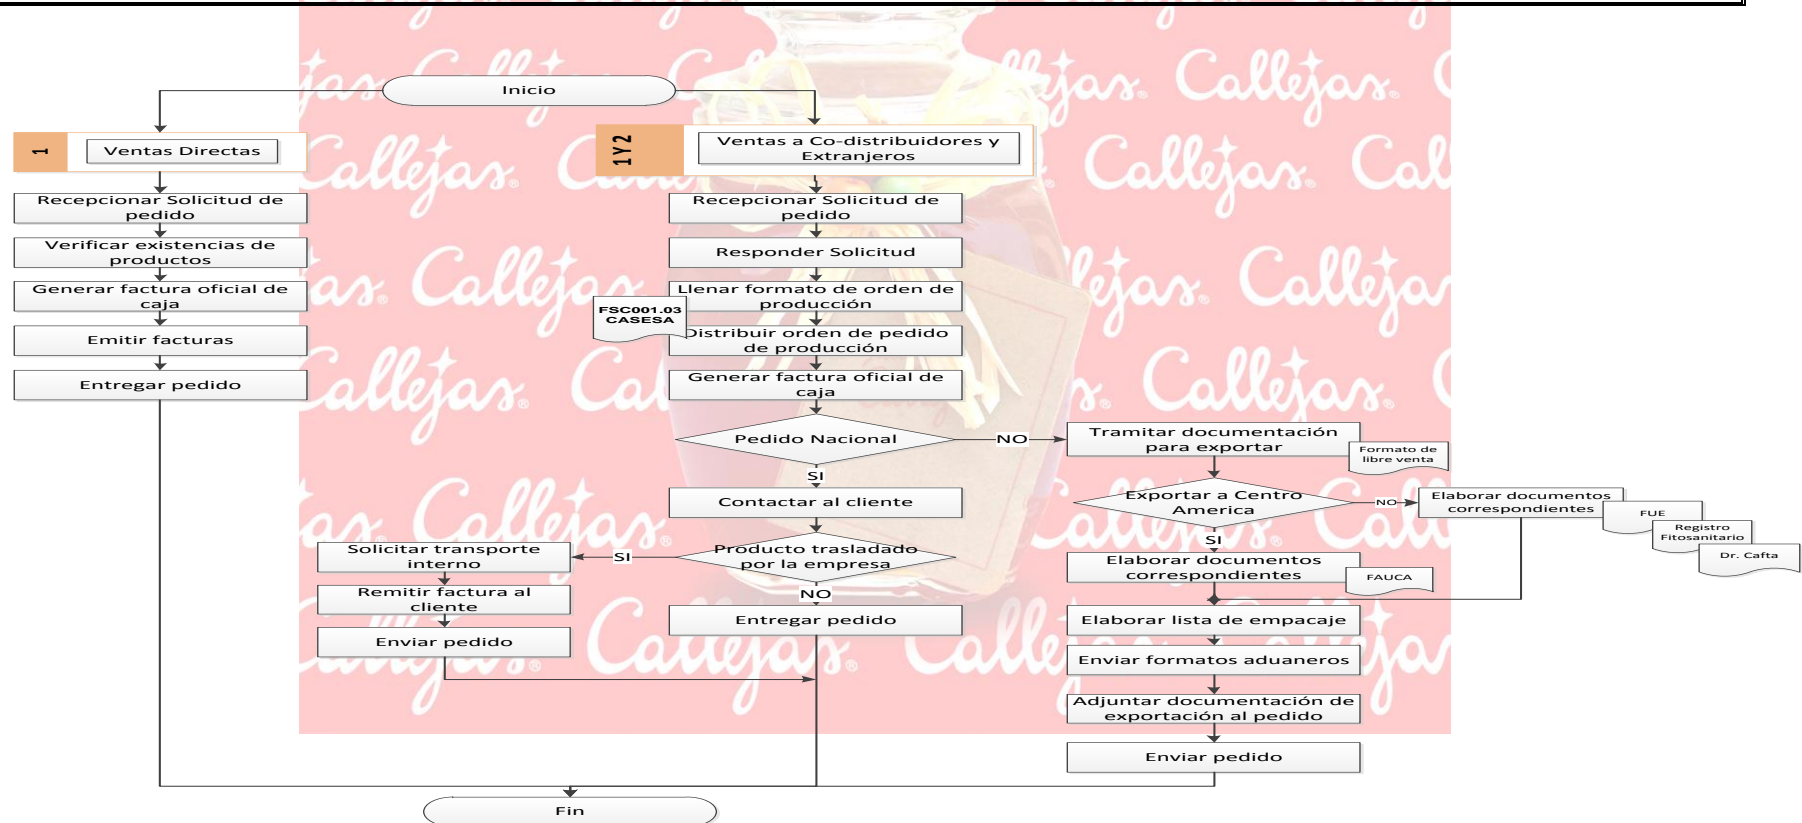 Inicio
1
Ventas Directas
1 Y 2
Ventas a Co-distribuidores y
Extranjeros
Recepcionar Solicitud de
pedido
Verificar existencias de
productos
Generar factura oficial de
caja
Emitir facturas
Entregar pedido
Recepcionar Solicitud de
pedido
Responder Solicitud
Llenar formato de orden de
producción
FSC001.03
CASESA
Distribuir orden de pedido
de producción
Generar factura oficial de
caja
Pedido Nacional
NO
SI
Contactar al cliente
Producto trasladado
por la empresa
SI
NO
Solicitar transporte
interno
Remitir factura al
cliente
Enviar pedido
Entregar pedido
Tramitar documentación
para exportar
Formato de
libre venta
Exportar a Centro
America
NO
SI
Elaborar documentos
correspondientes
FUE
Registro
Fitosanitario
Dr. Cafta
Elaborar documentos
correspondientes
FAUCA
Elaborar lista de empacaje
Enviar formatos aduaneros
Adjuntar documentación de
exportación al pedido
Enviar pedido
Fin
Callejas®